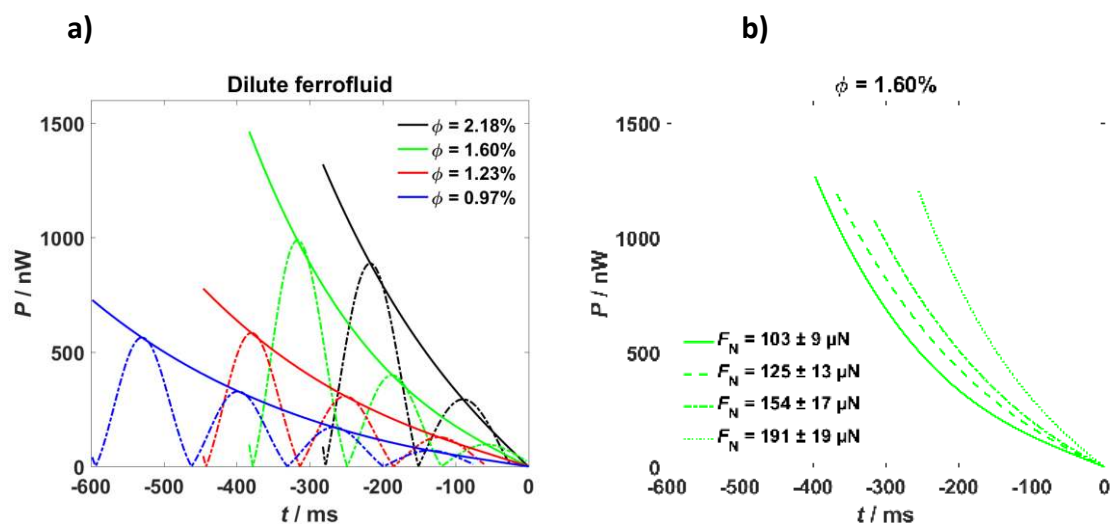 a)
b)
Dilute ferrofluid
ϕ = 2.18%
ϕ = 1.60%
ϕ = 1.23%
ϕ = 0.97%
1500
1000
500
0
P / nW
-600 -500 -400 -300 -200 -100 0
t / ms
ϕ = 1.60%
1500
1000
500
0
P / nW
F_N = 103 ± 9 µN
F_N = 125 ± 13 µN
F_N = 154 ± 17 µN
F_N = 191 ± 19 µN
-600 -500 -400 -300 -200 -100 0
t / ms